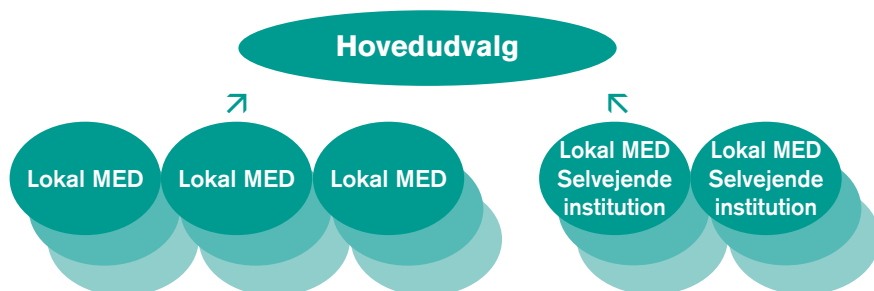 Hovedudvalg
Lokal MED
Lokal MED
Lokal MED
Lokal MED
Selvejende
institution
Lokal MED
Selvejende
institution